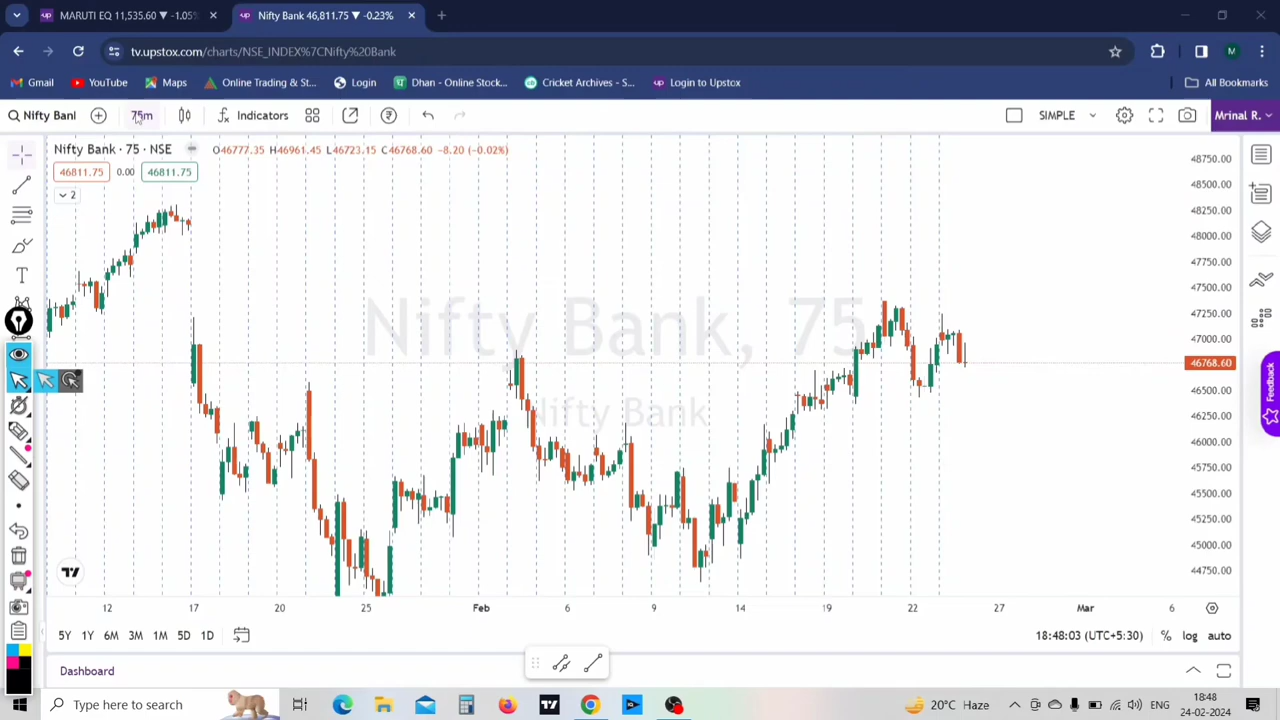 MARUTI EQ 11,535.60 ▼ -1.05%
Nifty Bank 46,811.75 ▼ -0.23%
tv.upstox.com/charts/NSE_INDEX%7CNifty%20Bank
Gmail YouTube Maps Online Trading & St... Login Dhan - Online Stock... Cricket Archives - S... Login to Upstox All Bookmarks
Nifty Banl 75m Indicators SIMPLE Mrinal R.
Nifty Bank · 75 · NSE O46777.35 H46961.45 L46723.15 C46768.60 -8.20 (-0.02%)
46811.75 0.00 46811.75
2
Nifty Bank, 75
Nifty Bank
48750.00
48500.00
48250.00
48000.00
47750.00
47500.00
47250.00
47000.00
46768.60
46500.00
46250.00
46000.00
45750.00
45500.00
45250.00
45000.00
44750.00
Feedback
12 17 20 25 Feb 6 9 14 19 22 27 Mar 6
5Y 1Y 6M 3M 1M 5D 1D 18:48:03 (UTC+5:30) % log auto
Dashboard
Type here to search 20°C Haze ENG 18:48
24-02-2024